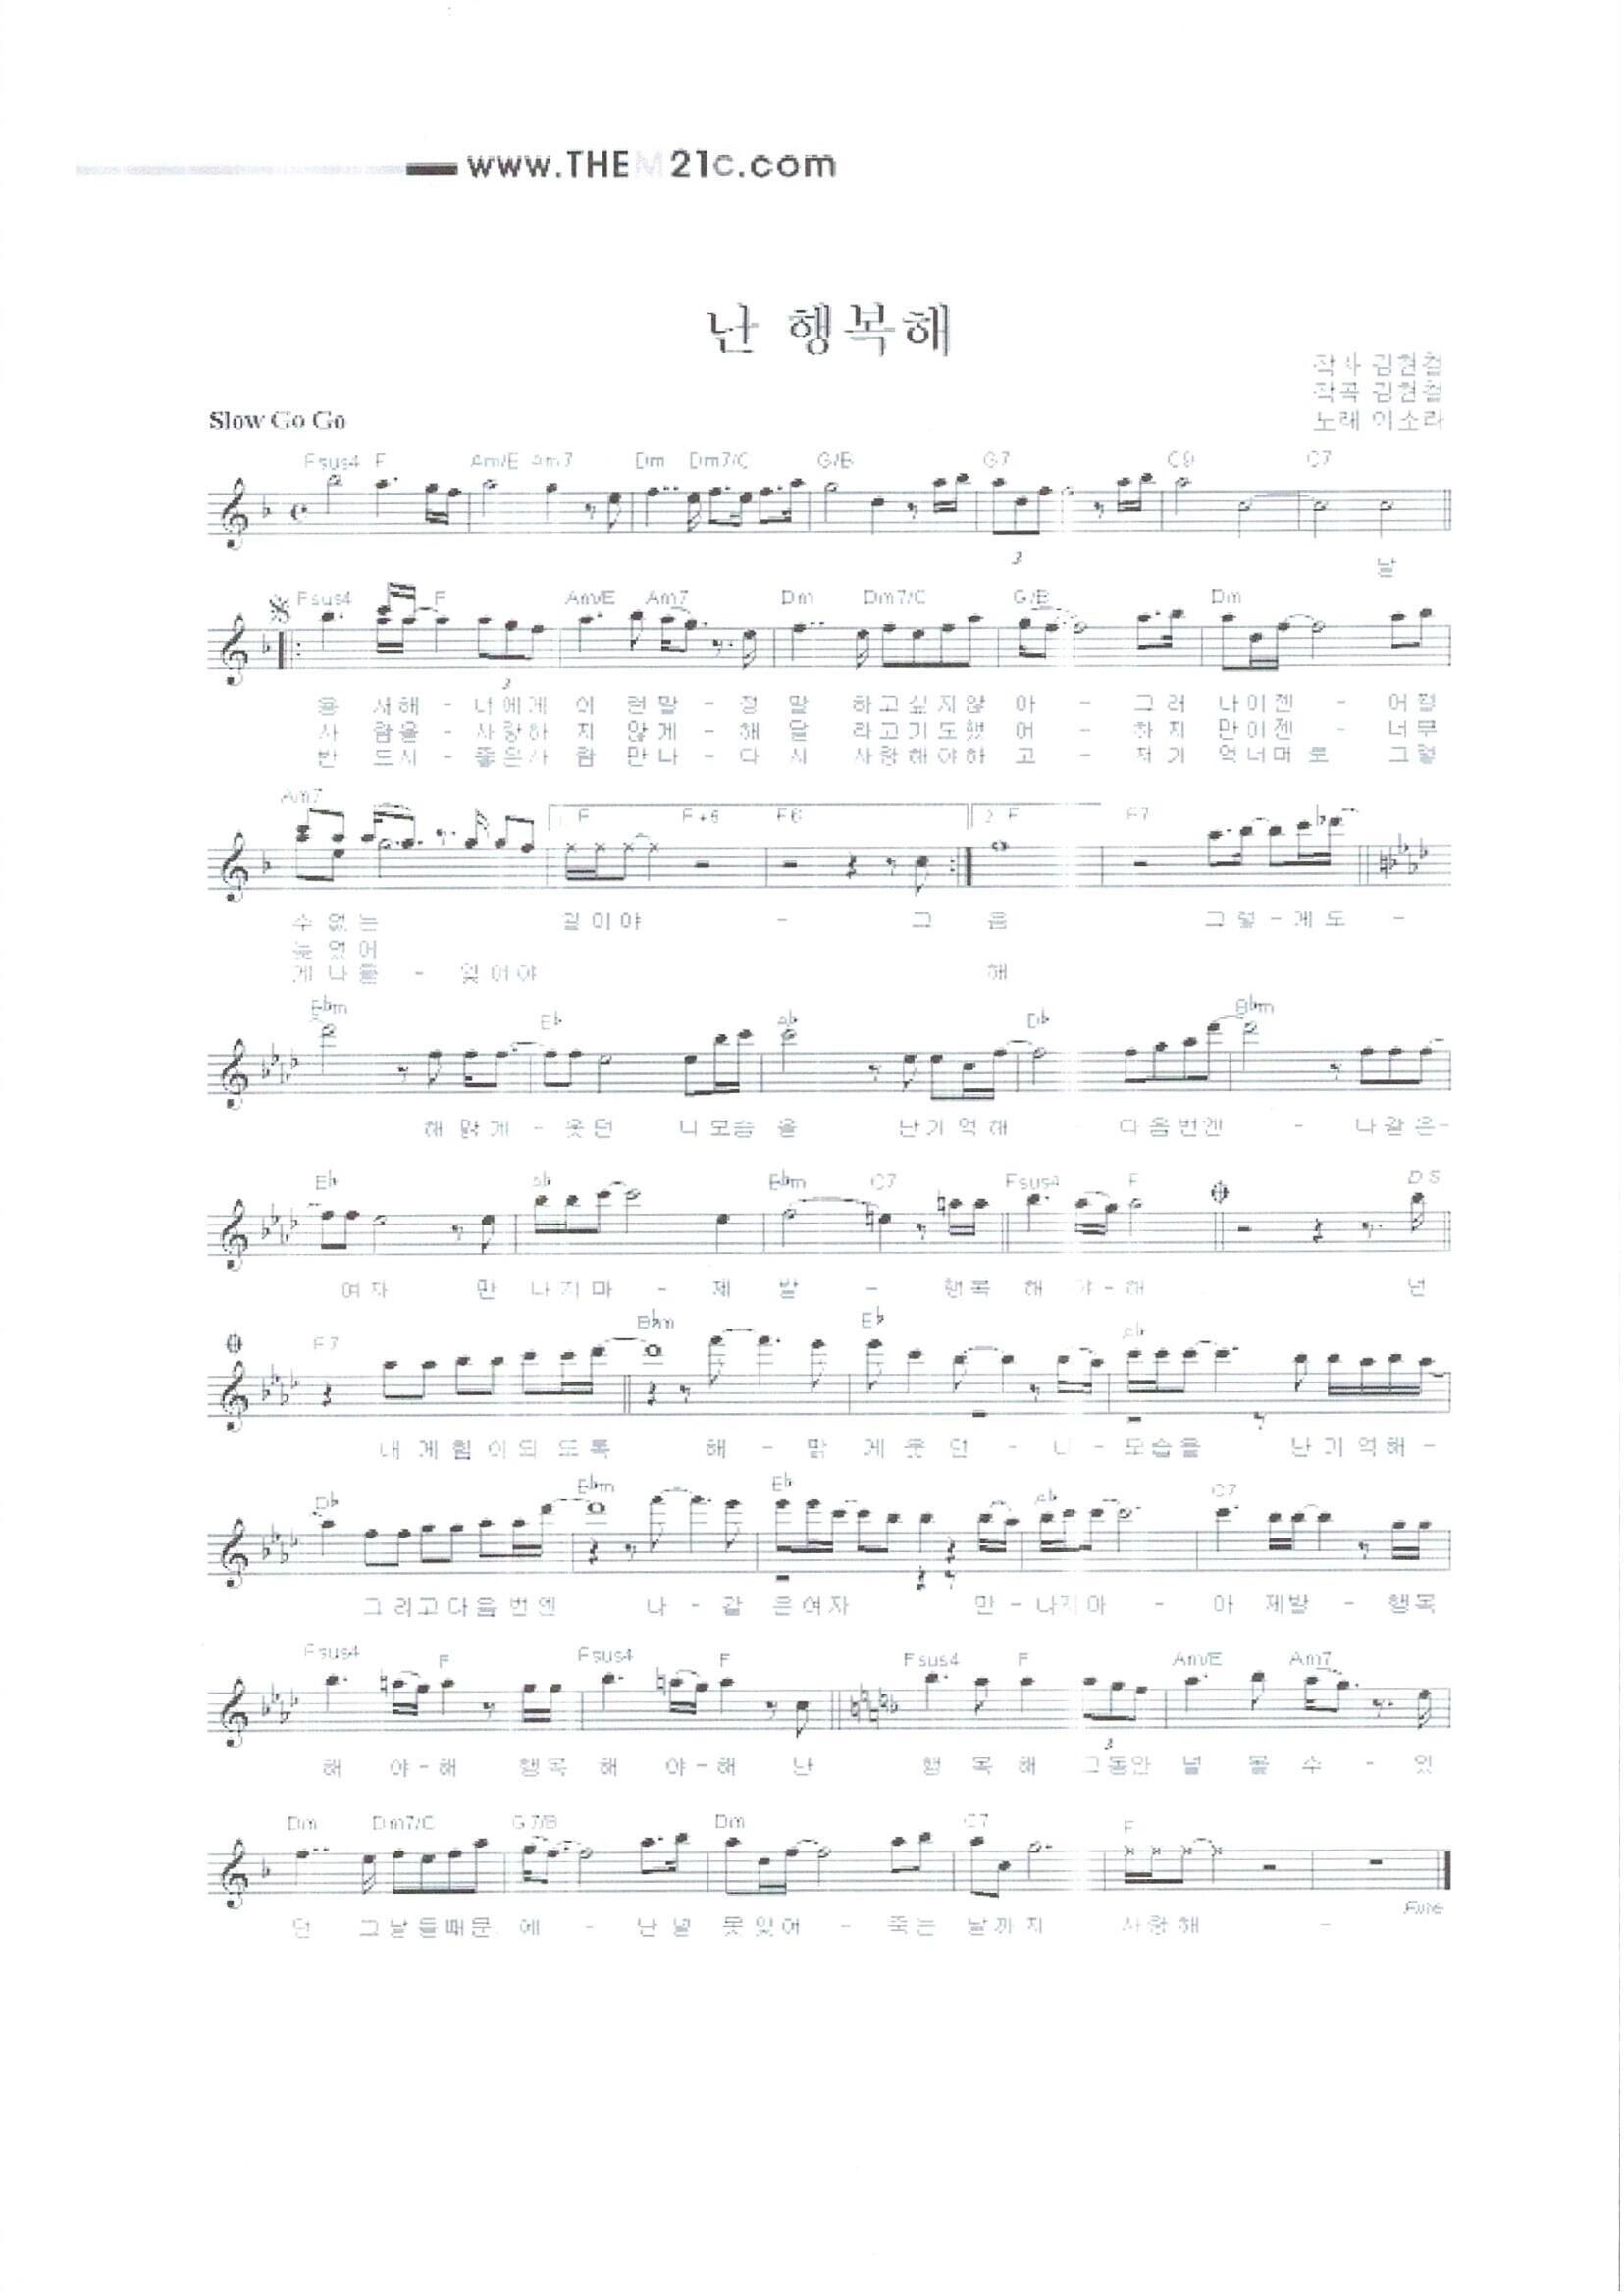 www.THEM21c.com
난 행복해
작사 김현철
작곡 김현철
노래 이소라
Slow Go Go
Fsus4 F Am/E Am7 Dm Dm7/C G/B G7 C9 C7
3
날
Fsus4 F Am/E Am7 Dm Dm7/C G/B Dm
3
용 서해 - 너에게 이 런말 - 정 말 하고싶지않 아 - 그러 나이젠 - 어쩔
사 람을 - 사랑하 지 않게 - 해 달 라고기도했 어 - 하지 만이젠 - 너무
반 드시 - 좋은사 람 만나 - 다 시 사랑해야하 고 - 저기 억너머로 그렇
Am7 1. F F+6 F6 2. F F7
수없는 길이야 - 그 음 그렇-게도 -
늦었어
게나를 - 잊어야 해
Bbm Eb Ab Db Bbm
해 맑게 - 웃던 니모습 을 난기억해 - 다음번엔 - 나같은-
Eb Ab Bbm C7 Fsus4 F D.S
여자 만 나지마 - 제 발 - 행복 해 야-해 넌
F7 Bbm Eb Ab
내게힘이되도록 해 - 맑 게웃던 - 니 - 모습을 난기억해-
Db Bbm Eb Ab C7
그리고다음번엔 나 - 같 은여자 만-나지마 - 아 제발 - 행복
Fsus4 F Fsus4 F Fsus4 F Am/E Am7
3
해 야-해 행복 해 야-해 난 행 복해 그동안 널 볼 수 - 있
Dm Dm7/C G7/B Dm C7 F
Fine
던 그날들때문 에 - 난널 못잊어 - 죽는 날까지 사랑해 -